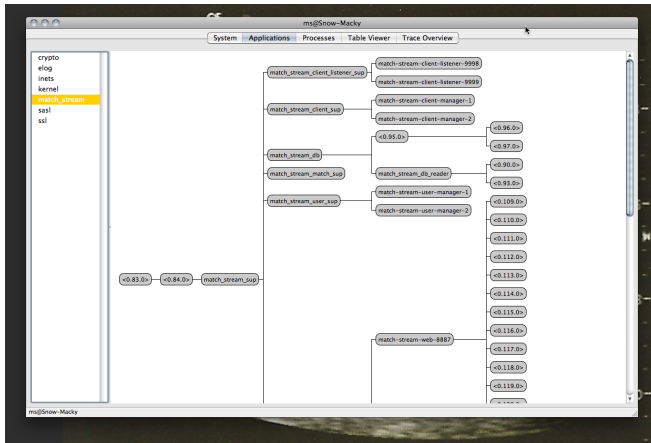 ms@Snow-Macky
System Applications Processes Table Viewer Trace Overview
crypto
elog
inets
kernel
match_stream
sasl
ssl
<0.83.0>
<0.84.0>
match_stream_sup
match_stream_client_listener_sup
match-stream-client-listener-9998
match-stream-client-listener-9999
match_stream_client_sup
match-stream-client-manager-1
match-stream-client-manager-2
match_stream_db
<0.95.0>
<0.96.0>
<0.97.0>
match_stream_db_reader
<0.90.0>
<0.93.0>
match_stream_match_sup
match_stream_user_sup
match-stream-user-manager-1
match-stream-user-manager-2
match-stream-web-8887
<0.109.0>
<0.110.0>
<0.111.0>
<0.112.0>
<0.113.0>
<0.114.0>
<0.115.0>
<0.116.0>
<0.117.0>
<0.118.0>
<0.119.0>
ms@Snow-Macky